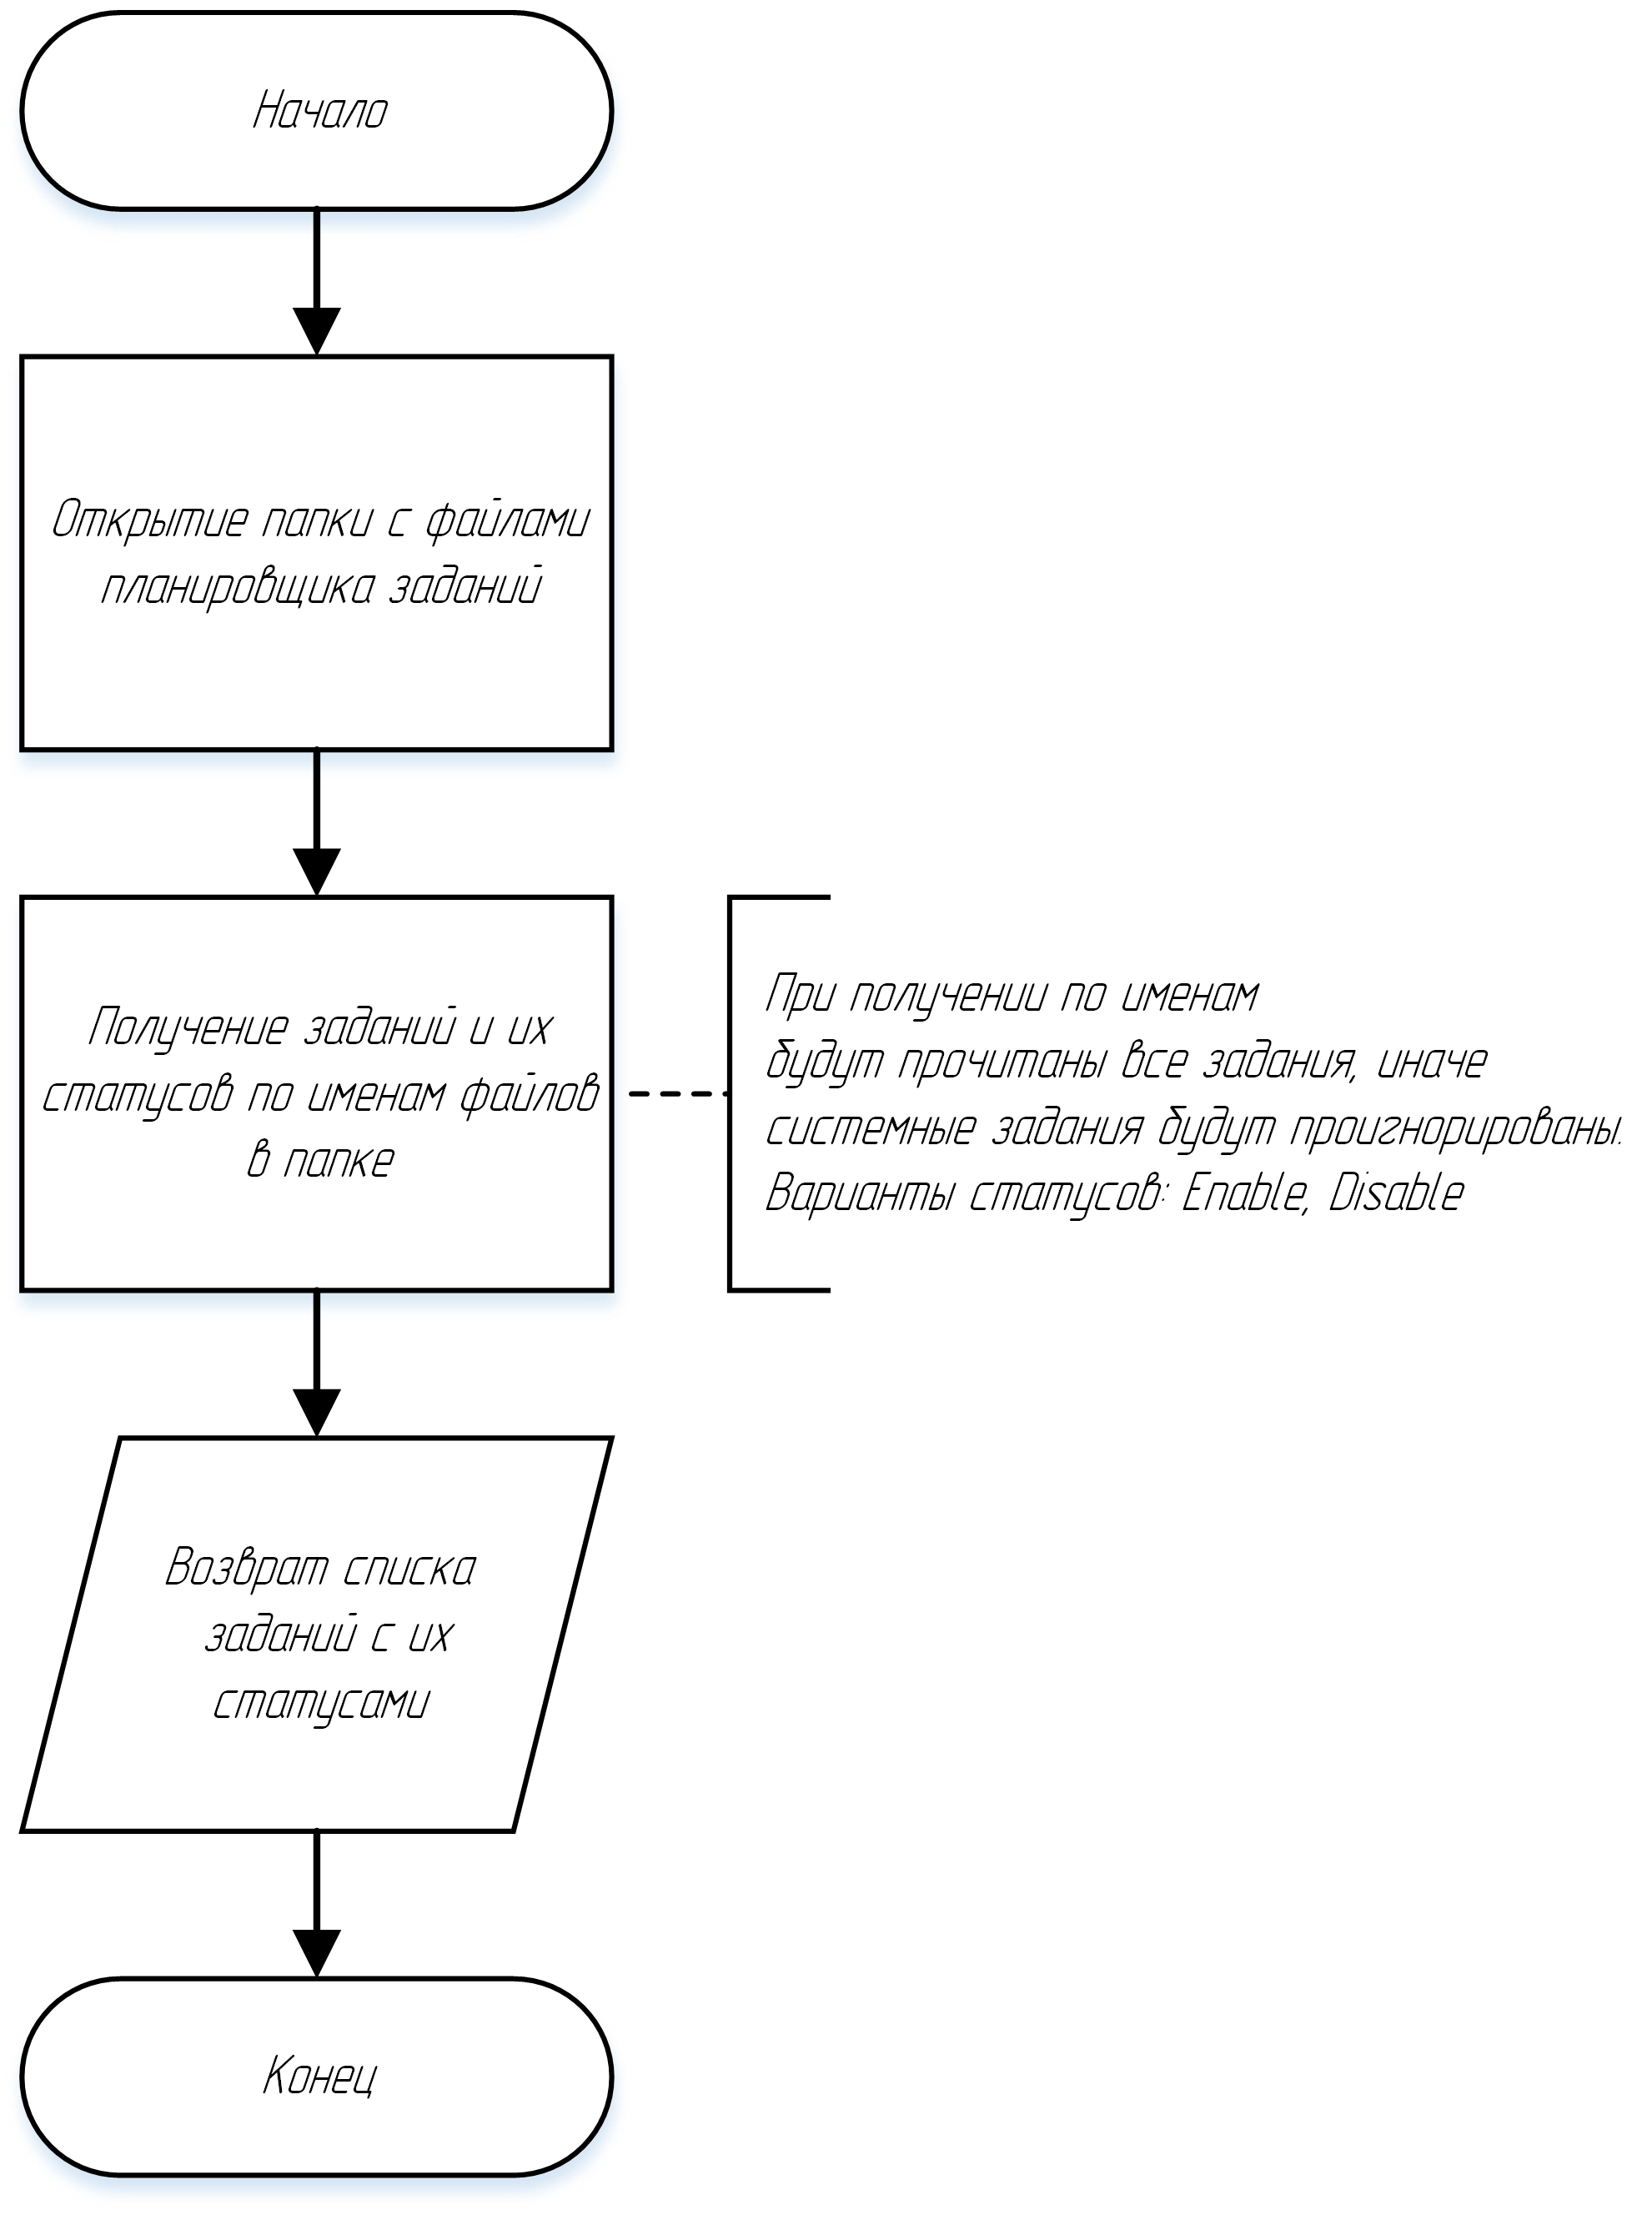 Начало
Открытие папки с файлами
планировщика заданий
Получение заданий и их
статусов по именам файлов
в папке
При получении по именам
будут прочитаны все задания, иначе
системные задания будут проигнорированы.
Варианты статусов: Enable, Disable
Возврат списка
заданий с их
статусами
Конец